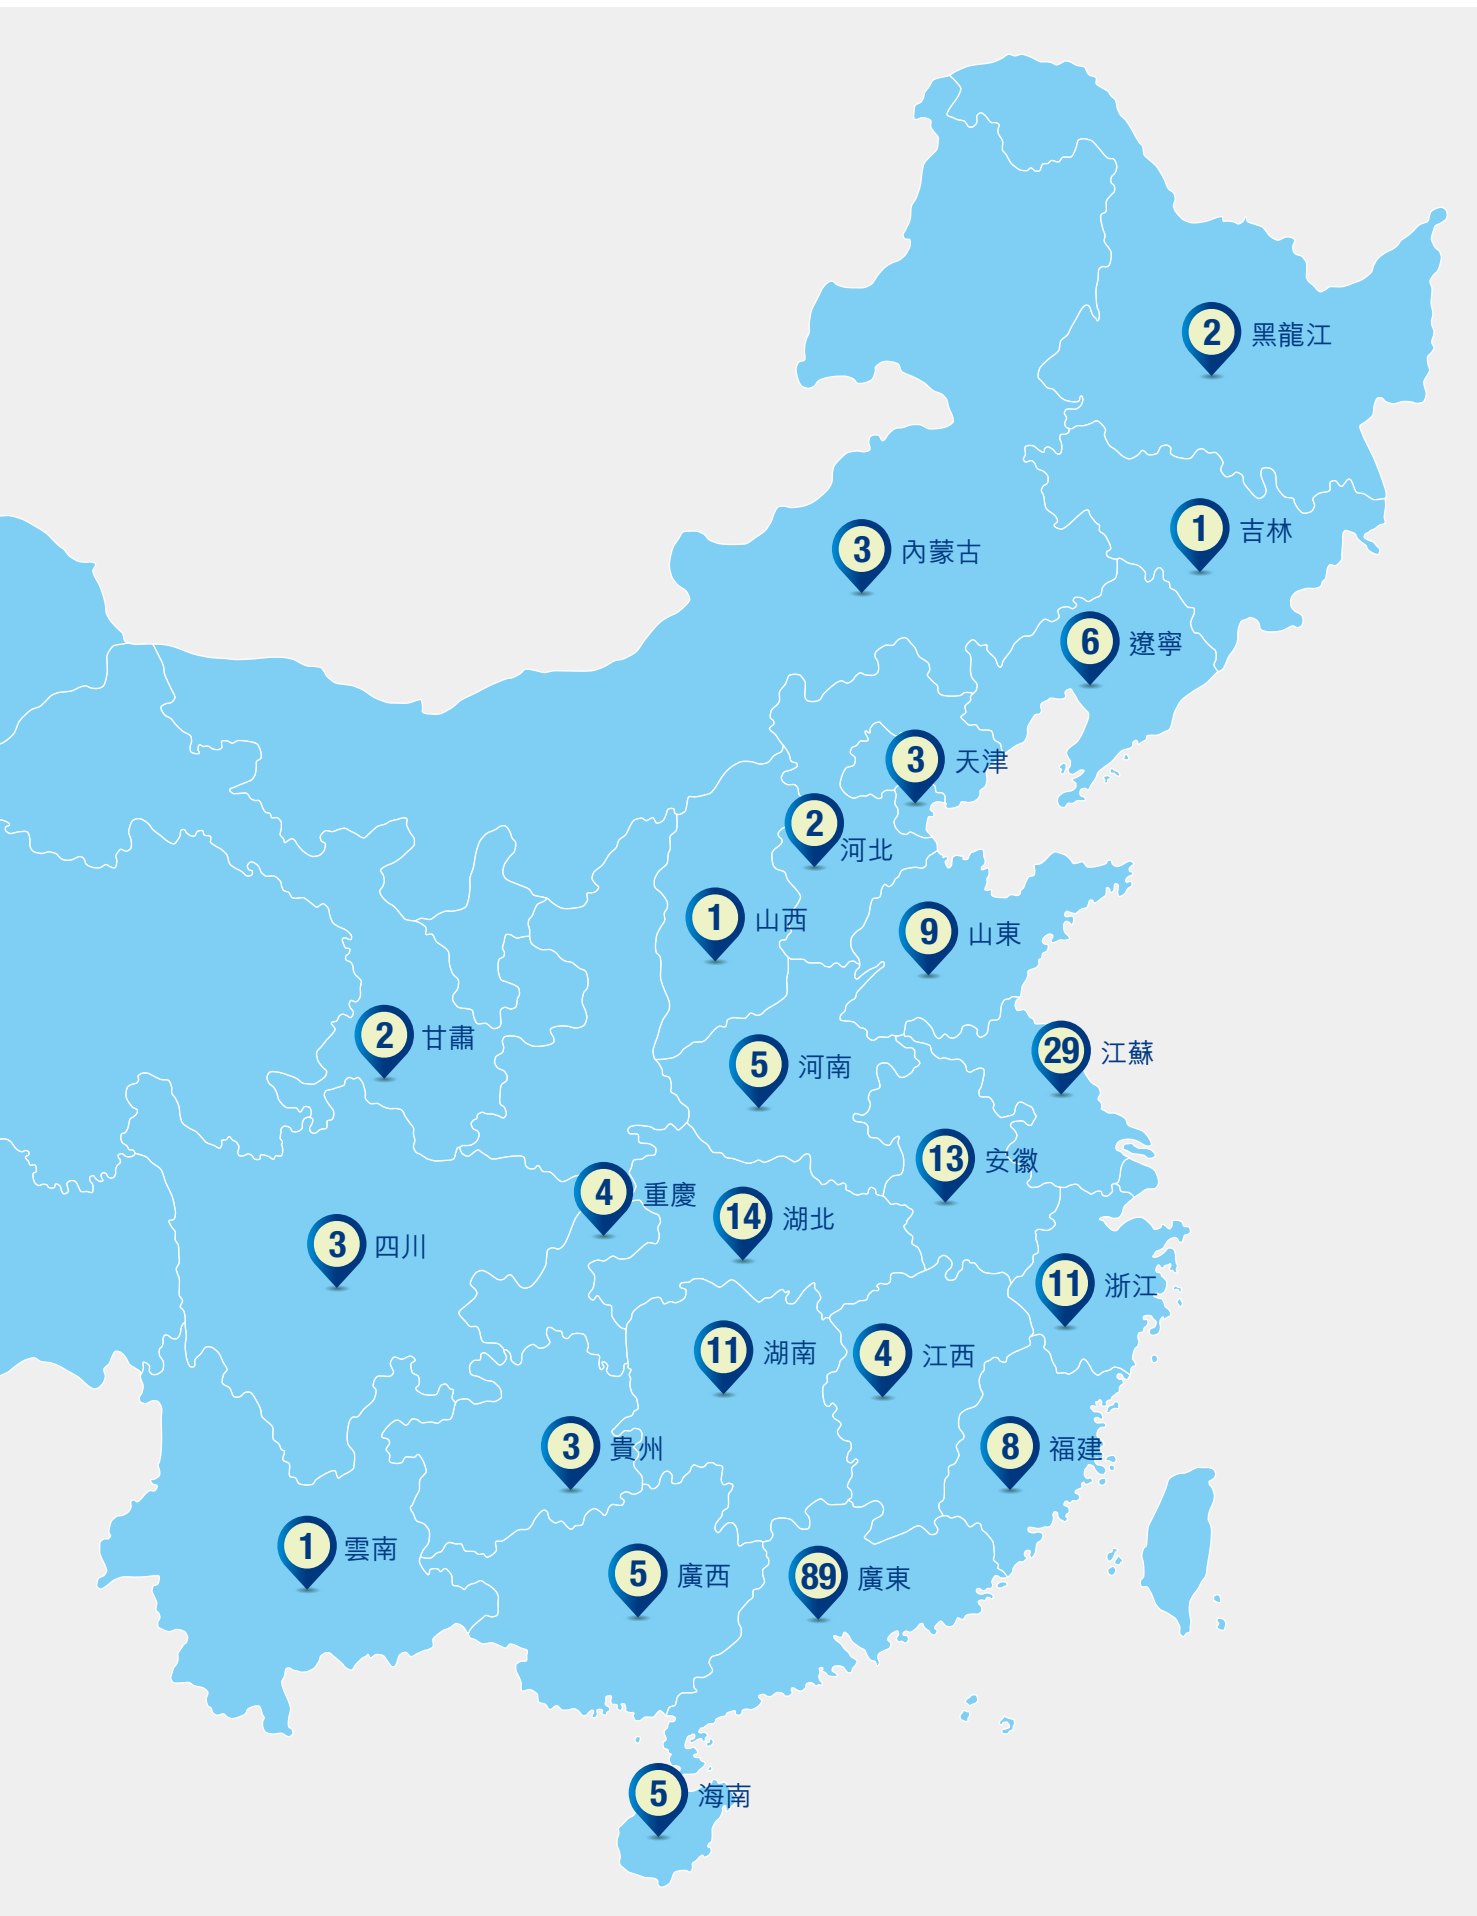 2 黑龍江
1 吉林
3 內蒙古
6 遼寧
3 天津
2 河北
1 山西
9 山東
2 甘肅
5 河南
29 江蘇
13 安徽
4 重慶
14 湖北
3 四川
11 浙江
11 湖南
4 江西
3 貴州
8 福建
1 雲南
5 廣西
89 廣東
5 海南